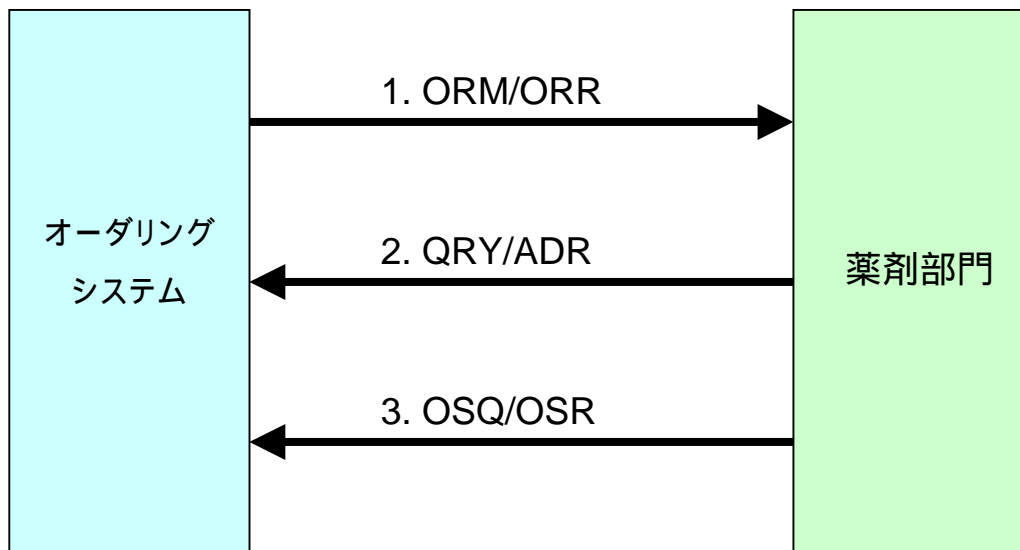 1. ORM/ORR
オーダリング
システム
2. QRY/ADR
薬剤部門
3. OSQ/OSR